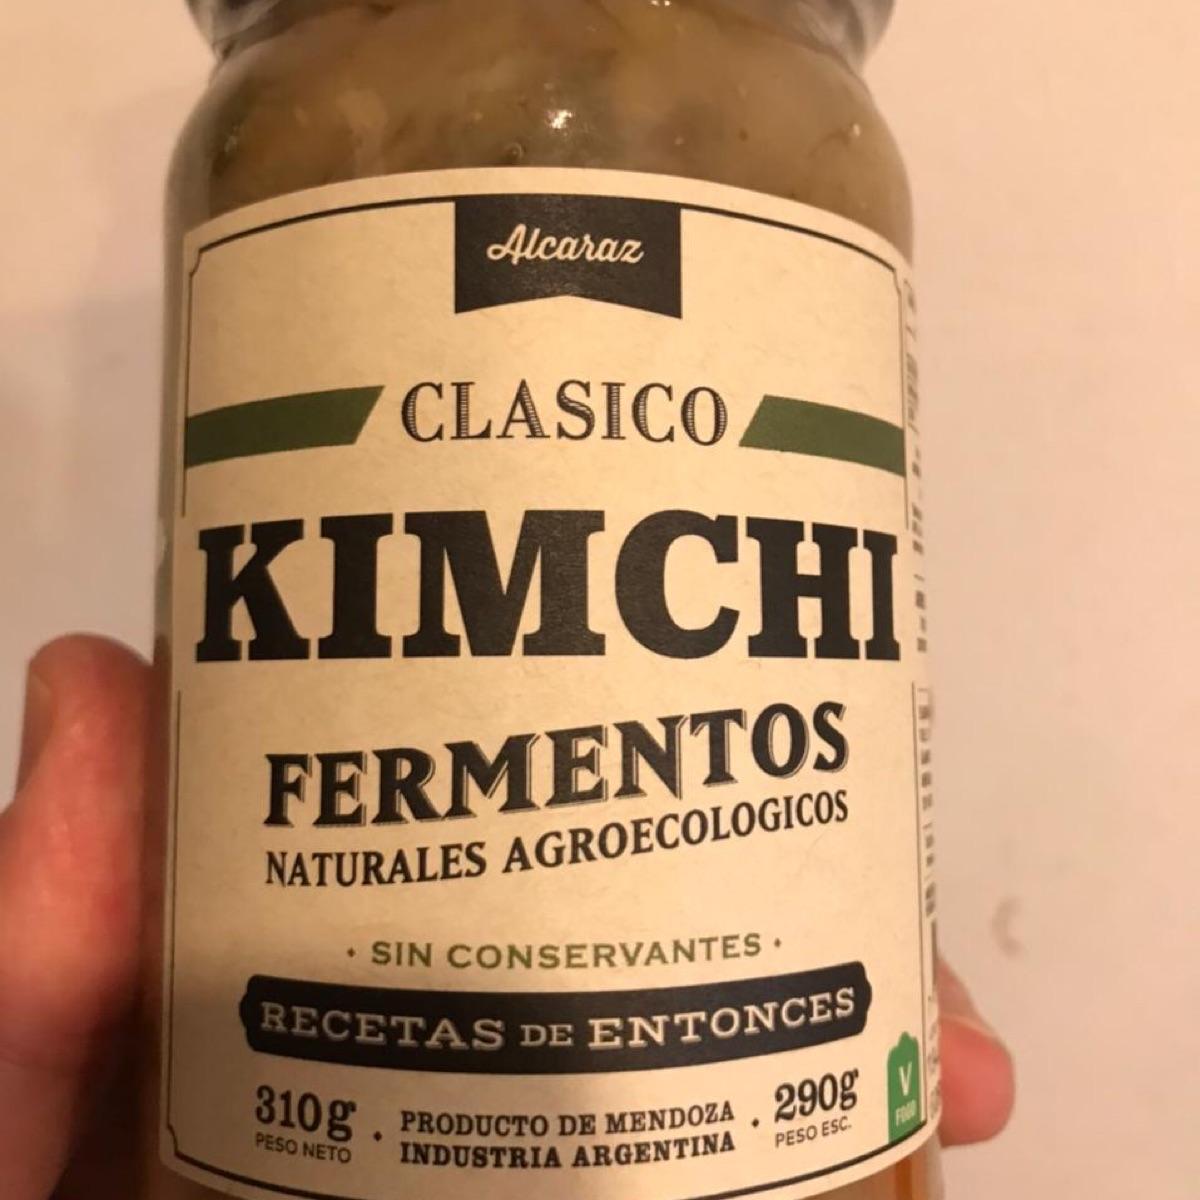 Alcaraz
CLASICO
KIMCHI
FERMENTOS
NATURALES AGROECOLOGICOS
· SIN CONSERVANTES ·
RECETAS DE ENTONCES
310g
PESO NETO
· PRODUCTO DE MENDOZA ·
INDUSTRIA ARGENTINA
290g
PESO ESC.
V
FOOD